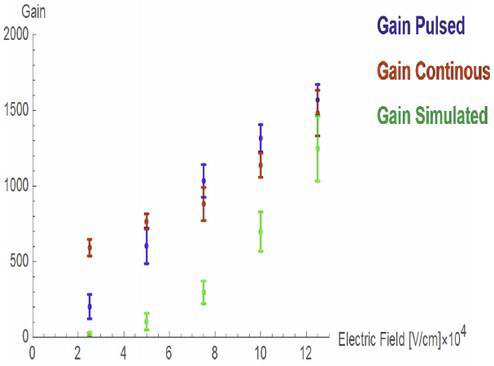 Gain
2000
Gain Pulsed
Gain Continous
1500
Gain Simulated
1000
500
0
Electric Field [V/cm]×10⁴
0 2 4 6 8 10 12